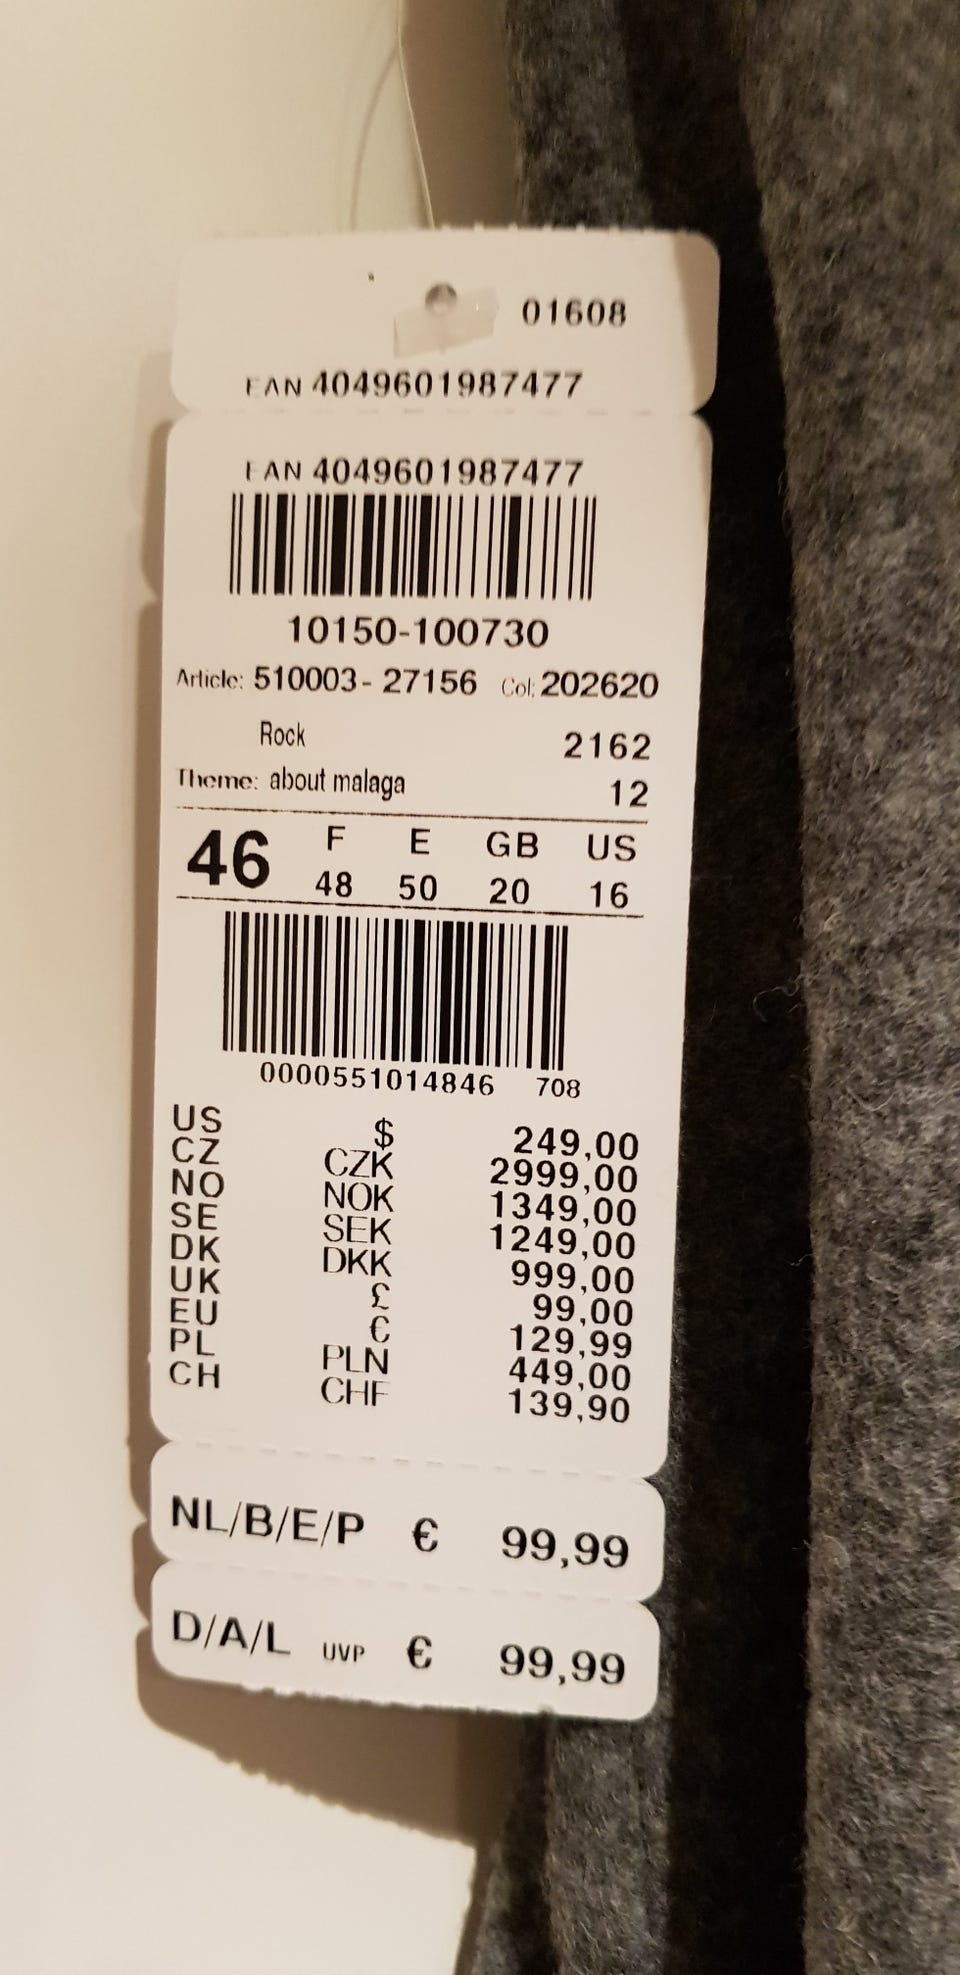 01608
EAN 4049601987477
EAN 4049601987477
10150-100730
Article: 510003- 27156 Col: 202620
Rock 2162
Theme: about malaga 12
46 F E GB US
48 50 20 16
0000551014846 708
US $ 249,00
CZ CZK 2999,00
NO NOK 1349,00
SE SEK 1249,00
DK DKK 999,00
UK £ 99,00
EU € 129,99
PL PLN 449,00
CH CHF 139,90
NL/B/E/P € 99,99
D/A/L UVP € 99,99